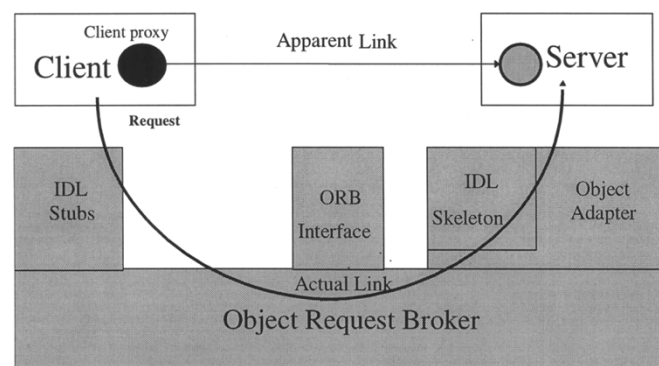 Client proxy
Client
Apparent Link
Server
Request
IDL
Stubs
ORB
Interface
IDL
Skeleton
Object
Adapter
Actual Link
Object Request Broker